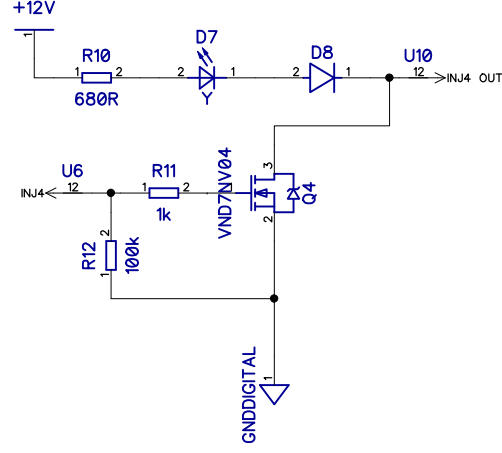 +12V
1
R10
1
2
680R
D7
2
1
Y
D8
2
1
U10
12
INJ4 OUT
U6
12
INJ4
R11
1
2
1k
VND7NV04
1
3
2
Q4
R12
2
1
100k
GNDDIGITAL
1